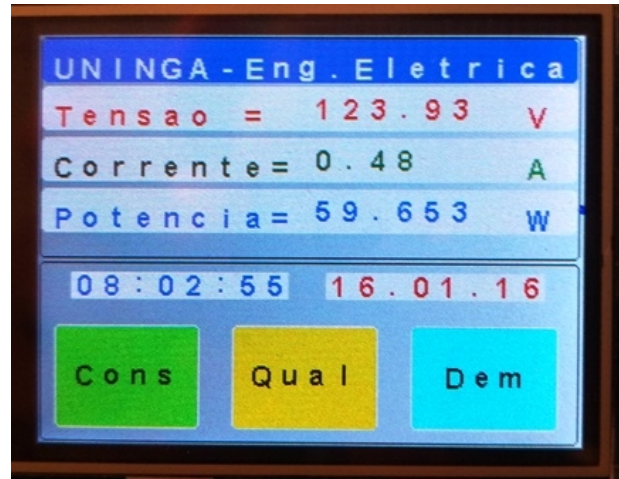 UNINGA-Eng.Eletrica
Tensao = 123.93 V
Corrente= 0.48 A
Potencia= 59.653 W
08:02:55 16.01.16
Cons Qual Dem